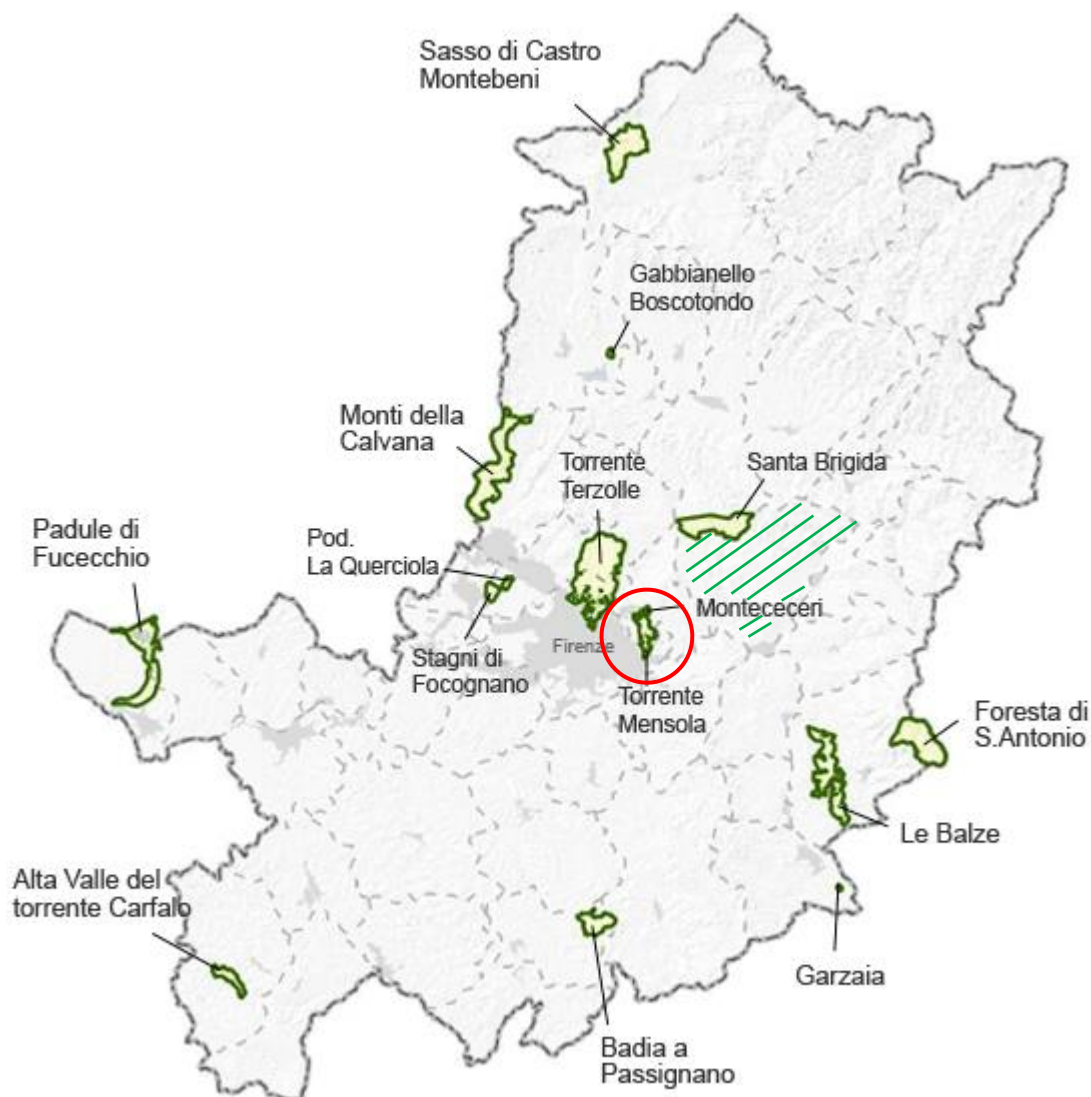 Sasso di Castro
Montebeni
Gabbianello
Boscotondo
Monti della
Calvana
Torrente
Terzolle
Santa Brigida
Padule di
Fucecchio
Pod.
La Querciola
Montececeri
Firenze
Stagni di
Focognano
Torrente
Mensola
Foresta di
S.Antonio
Le Balze
Alta Valle del
torrente Carfalo
Garzaia
Badia a
Passignano